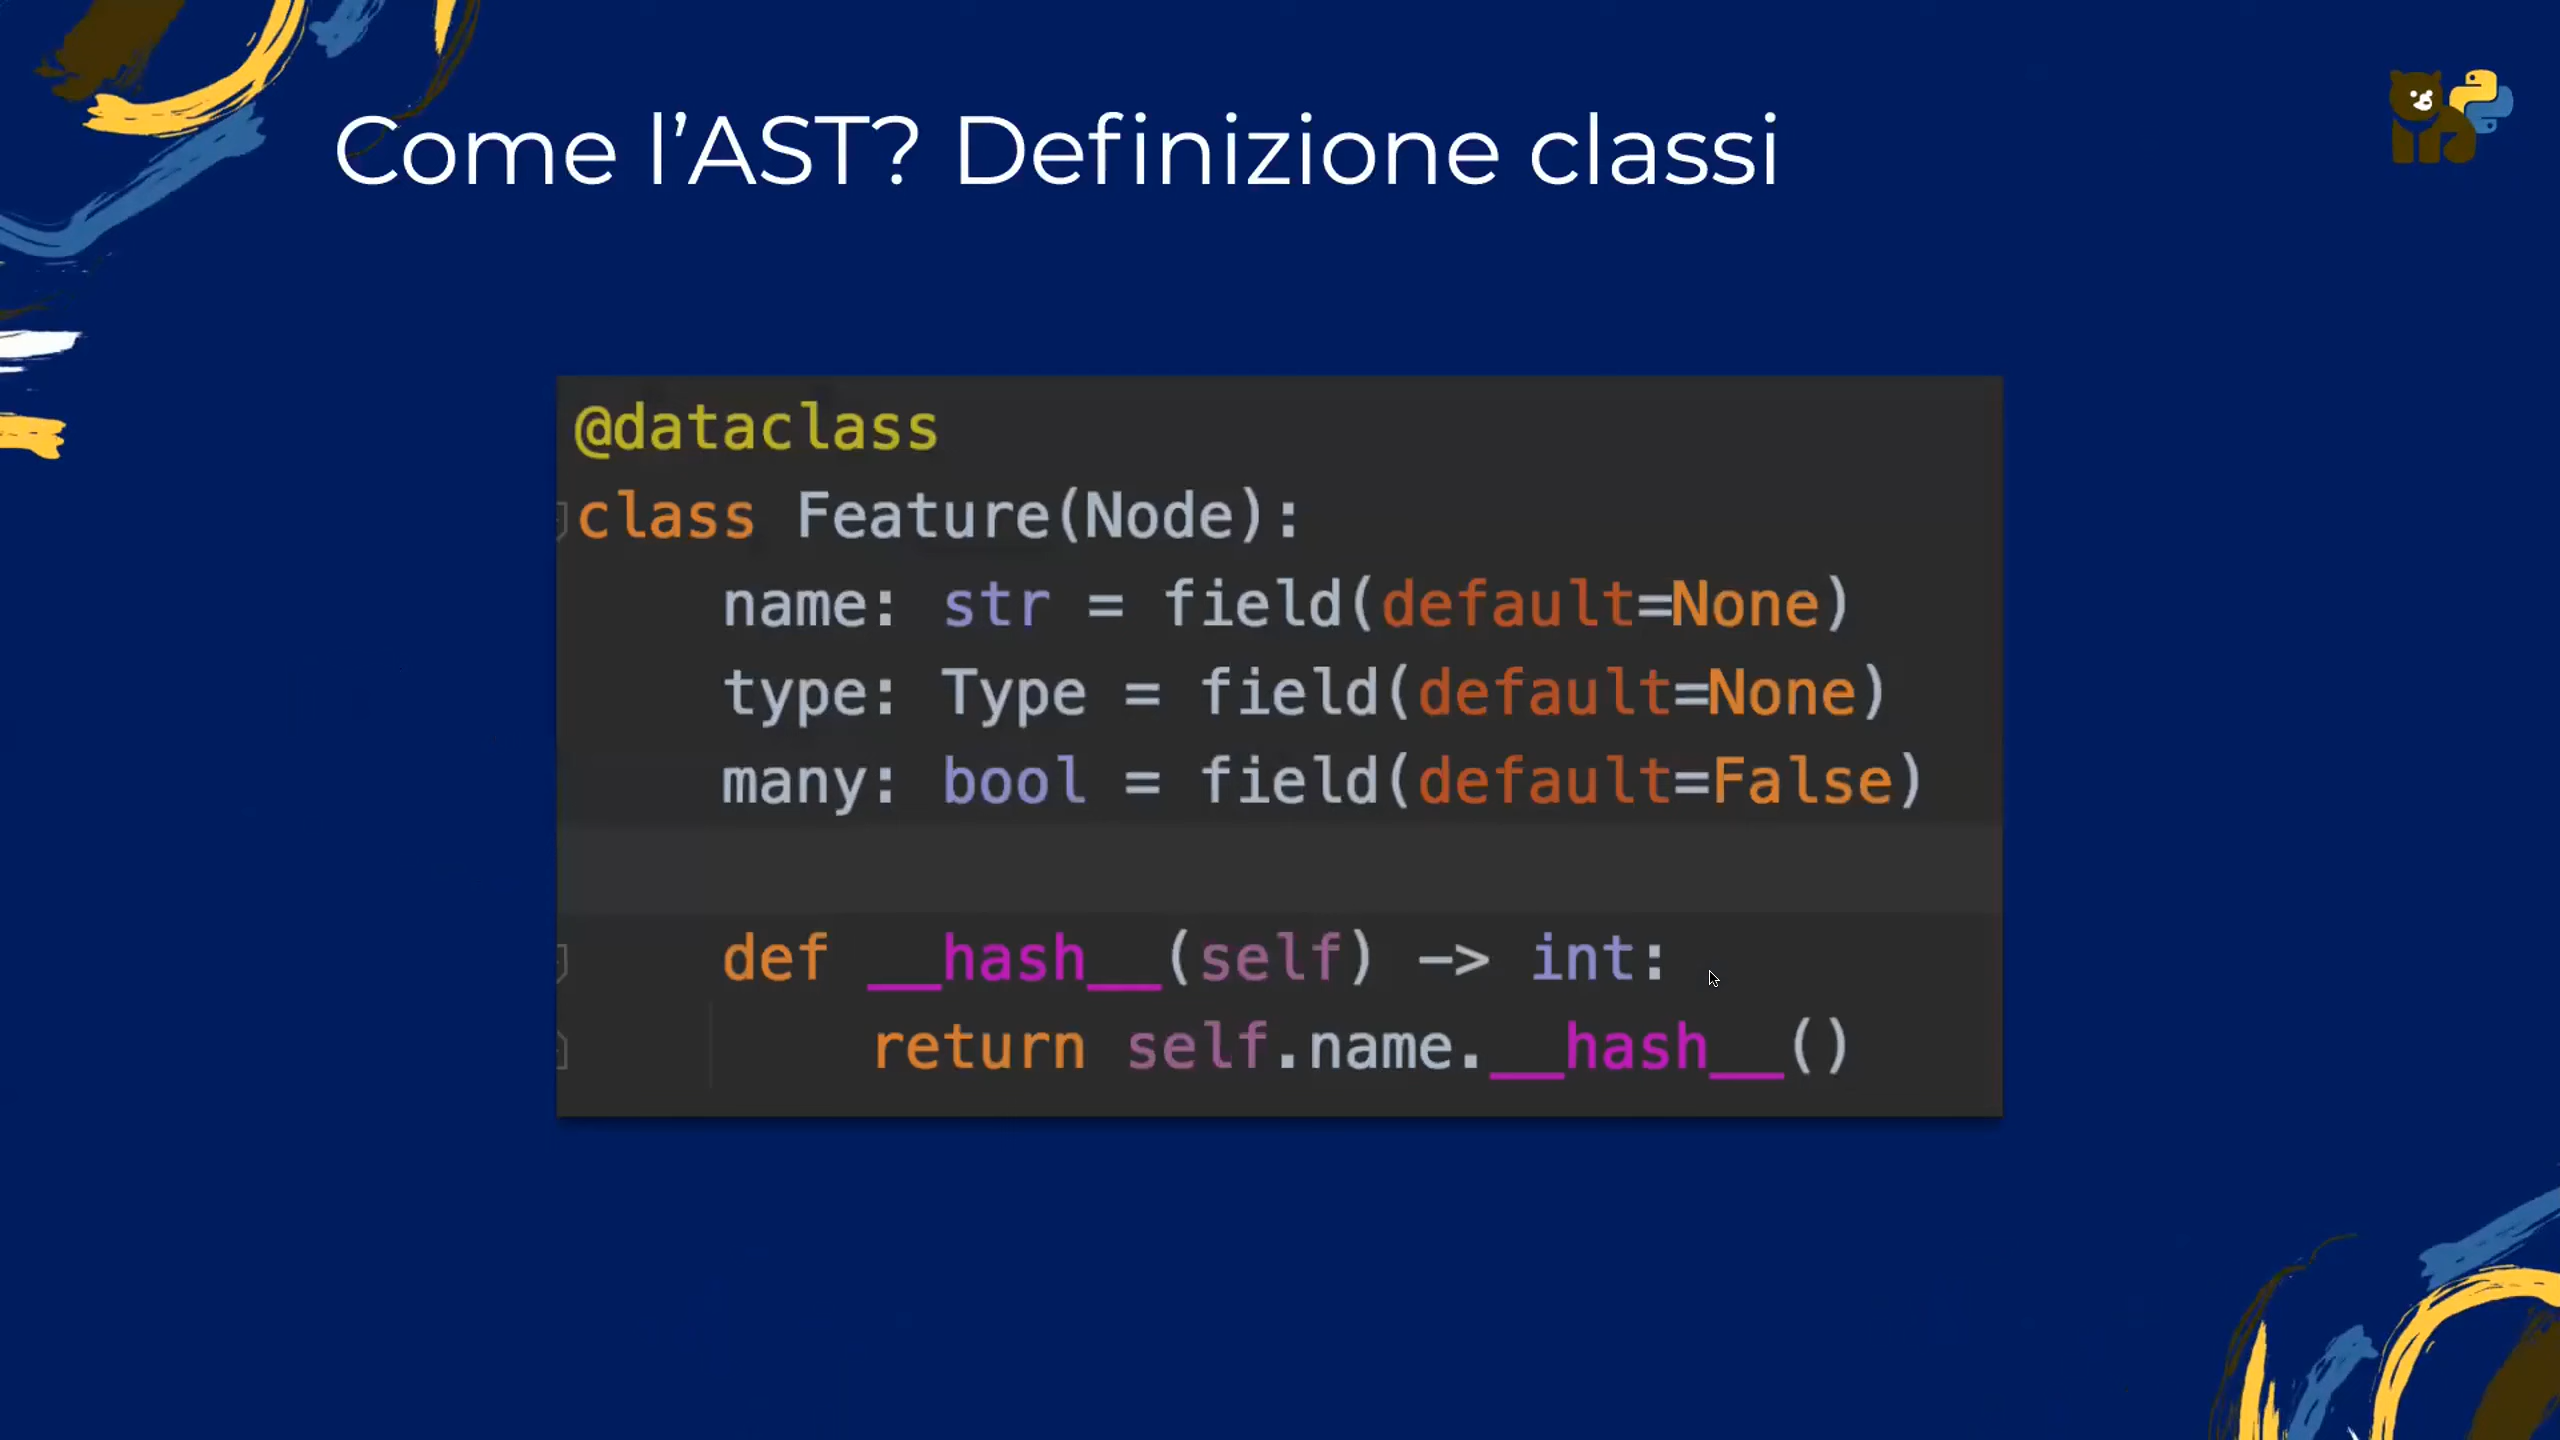 Come l’AST? Definizione classi
@dataclass
class Feature(Node):
    name: str = field(default=None)
    type: Type = field(default=None)
    many: bool = field(default=False)
    def __hash__(self) -> int:
        return self.name.__hash__()